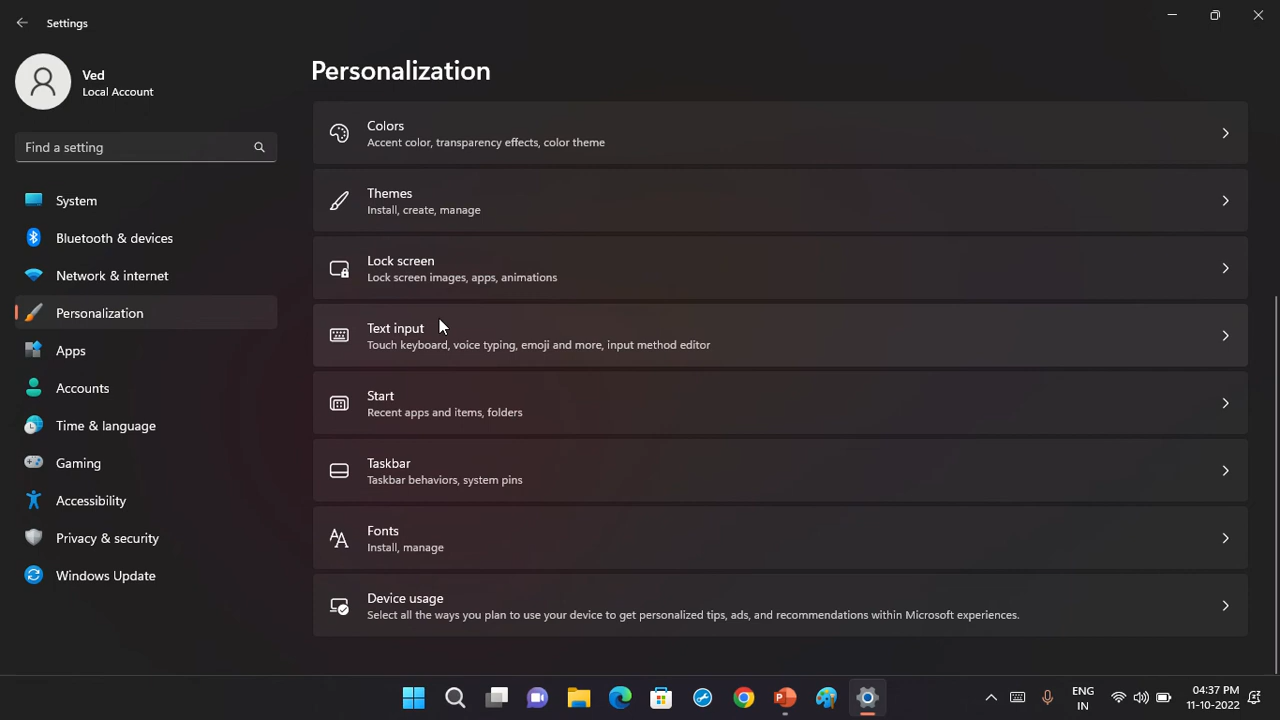 Settings
Ved
Local Account
Find a setting
System
Bluetooth & devices
Network & internet
Personalization
Apps
Accounts
Time & language
Gaming
Accessibility
Privacy & security
Windows Update
Personalization
Colors
Accent color, transparency effects, color theme
Themes
Install, create, manage
Lock screen
Lock screen images, apps, animations
Text input
Touch keyboard, voice typing, emoji and more, input method editor
Start
Recent apps and items, folders
Taskbar
Taskbar behaviors, system pins
Fonts
Install, manage
Device usage
Select all the ways you plan to use your device to get personalized tips, ads, and recommendations within Microsoft experiences.
ENG
IN
04:37 PM
11-10-2022